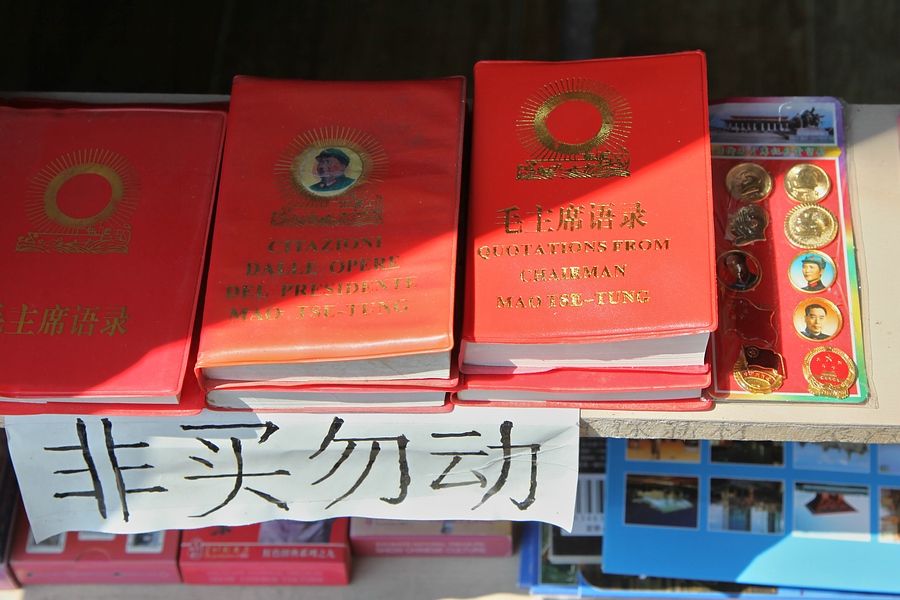 毛主席语录
CITAZIONI
DALLE OPERE
DEL PRESIDENTE
MAO TSE-TUNG
毛主席语录
QUOTATIONS FROM
CHAIRMAN
MAO TSE-TUNG
非买勿动